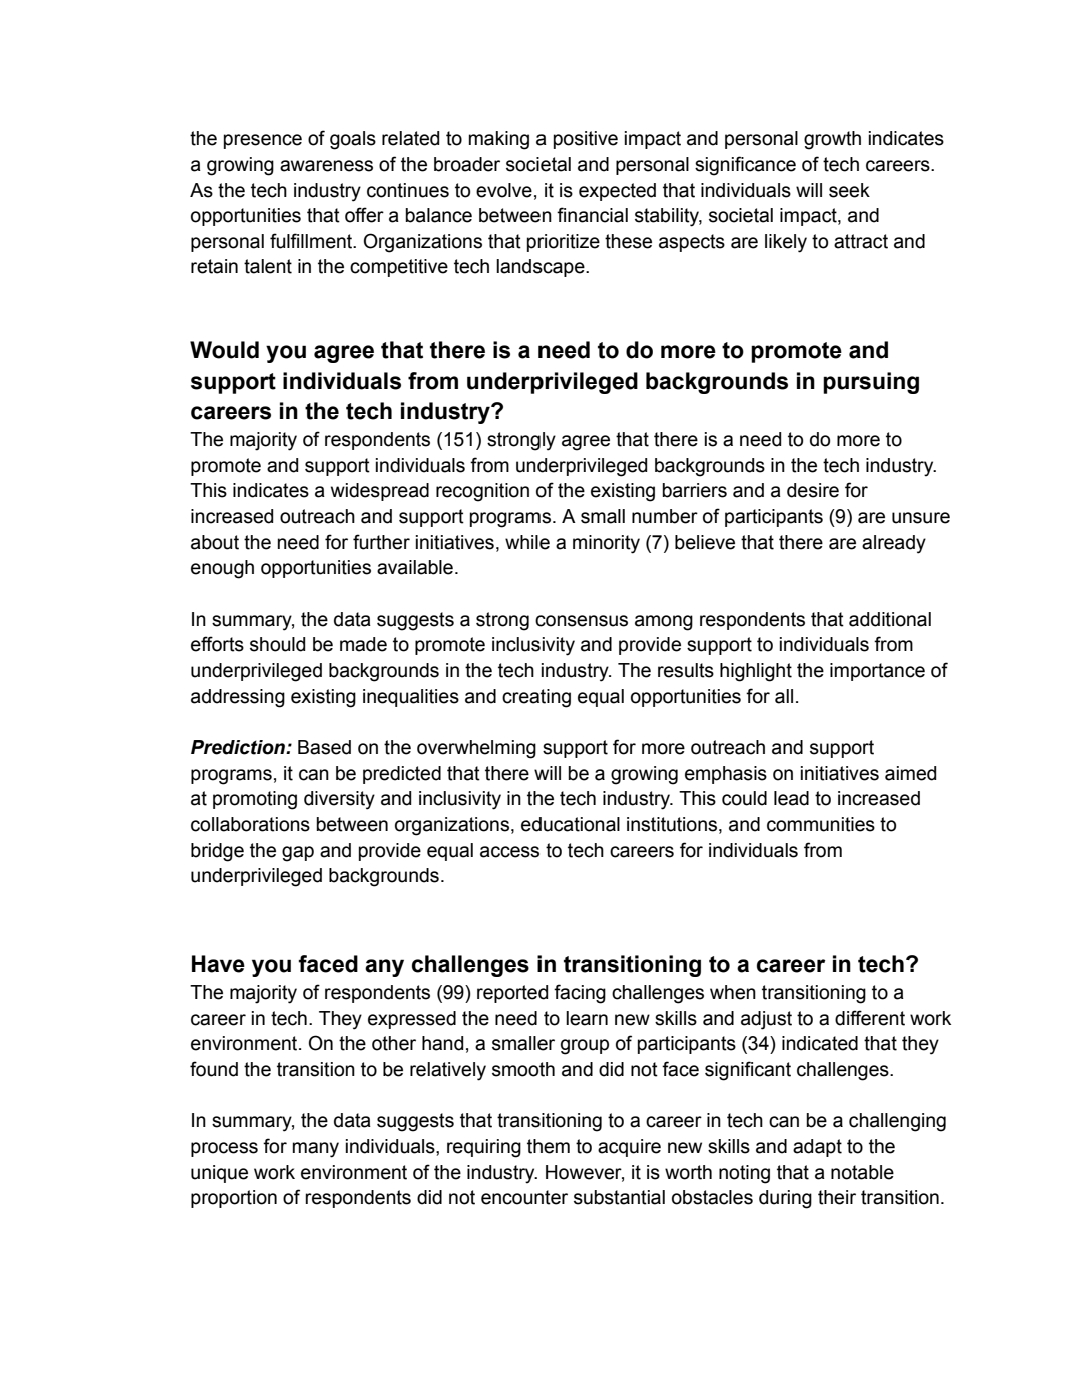 the presence of goals related to making a positive impact and personal growth indicates
a growing awareness of the broader societal and personal significance of tech careers.
As the tech industry continues to evolve, it is expected that individuals will seek
opportunities that offer a balance between financial stability, societal impact, and
personal fulfillment. Organizations that prioritize these aspects are likely to attract and
retain talent in the competitive tech landscape.
Would you agree that there is a need to do more to promote and
support individuals from underprivileged backgrounds in pursuing
careers in the tech industry?
The majority of respondents (151) strongly agree that there is a need to do more to
promote and support individuals from underprivileged backgrounds in the tech industry.
This indicates a widespread recognition of the existing barriers and a desire for
increased outreach and support programs. A small number of participants (9) are unsure
about the need for further initiatives, while a minority (7) believe that there are already
enough opportunities available.
In summary, the data suggests a strong consensus among respondents that additional
efforts should be made to promote inclusivity and provide support to individuals from
underprivileged backgrounds in the tech industry. The results highlight the importance of
addressing existing inequalities and creating equal opportunities for all.
Prediction: Based on the overwhelming support for more outreach and support
programs, it can be predicted that there will be a growing emphasis on initiatives aimed
at promoting diversity and inclusivity in the tech industry. This could lead to increased
collaborations between organizations, educational institutions, and communities to
bridge the gap and provide equal access to tech careers for individuals from
underprivileged backgrounds.
Have you faced any challenges in transitioning to a career in tech?
The majority of respondents (99) reported facing challenges when transitioning to a
career in tech. They expressed the need to learn new skills and adjust to a different work
environment. On the other hand, a smaller group of participants (34) indicated that they
found the transition to be relatively smooth and did not face significant challenges.
In summary, the data suggests that transitioning to a career in tech can be a challenging
process for many individuals, requiring them to acquire new skills and adapt to the
unique work environment of the industry. However, it is worth noting that a notable
proportion of respondents did not encounter substantial obstacles during their transition.